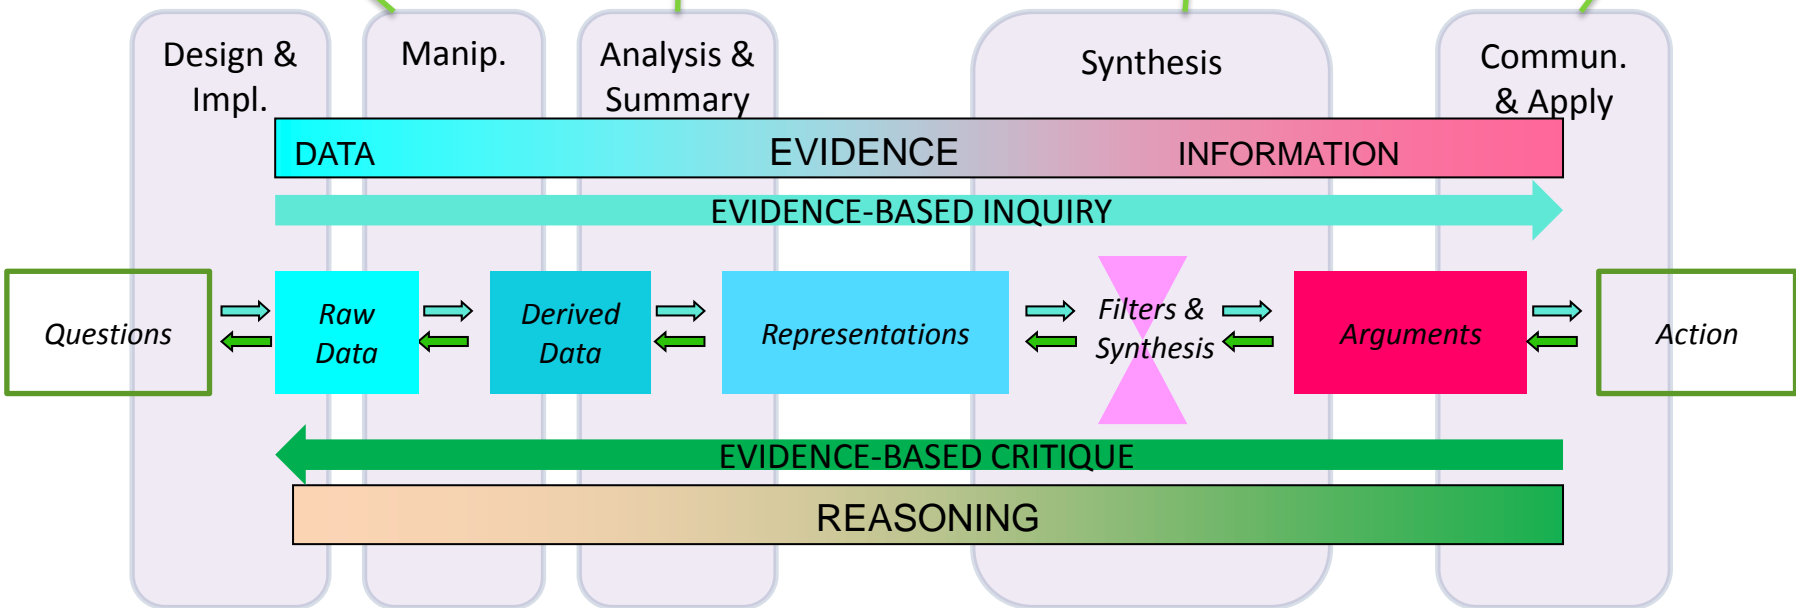 Design &
Impl.
Manip.
Analysis &
Summary
Synthesis
Commun.
& Apply
DATA
EVIDENCE
INFORMATION
EVIDENCE-BASED INQUIRY
Questions
Raw
Data
Derived
Data
Representations
Filters &
Synthesis
Arguments
Action
EVIDENCE-BASED CRITIQUE
REASONING